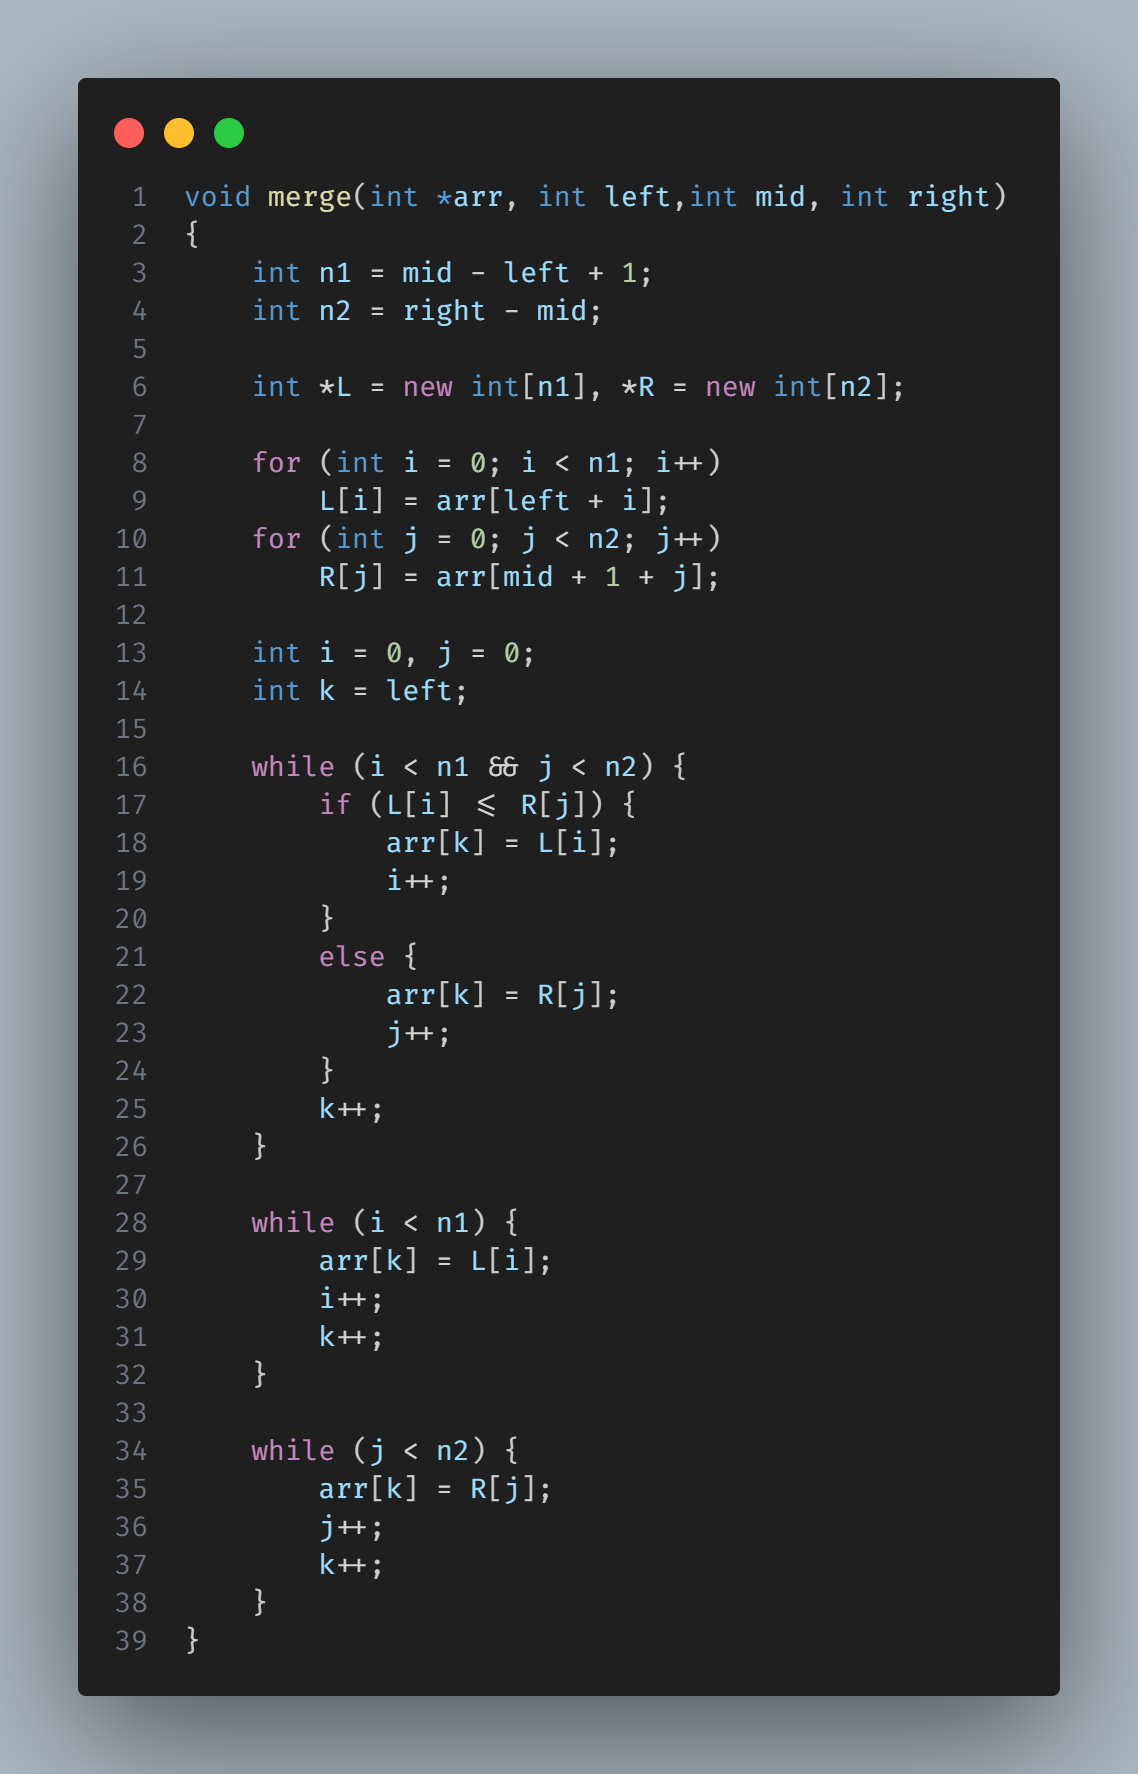 1 void merge(int *arr, int left,int mid, int right)
2 {
3     int n1 = mid - left + 1;
4     int n2 = right - mid;
5
6     int *L = new int[n1], *R = new int[n2];
7
8     for (int i = 0; i < n1; i++)
9         L[i] = arr[left + i];
10     for (int j = 0; j < n2; j++)
11         R[j] = arr[mid + 1 + j];
12
13     int i = 0, j = 0;
14     int k = left;
15
16     while (i < n1 && j < n2) {
17         if (L[i] <= R[j]) {
18             arr[k] = L[i];
19             i++;
20         }
21         else {
22             arr[k] = R[j];
23             j++;
24         }
25         k++;
26     }
27
28     while (i < n1) {
29         arr[k] = L[i];
30         i++;
31         k++;
32     }
33
34     while (j < n2) {
35         arr[k] = R[j];
36         j++;
37         k++;
38     }
39 }